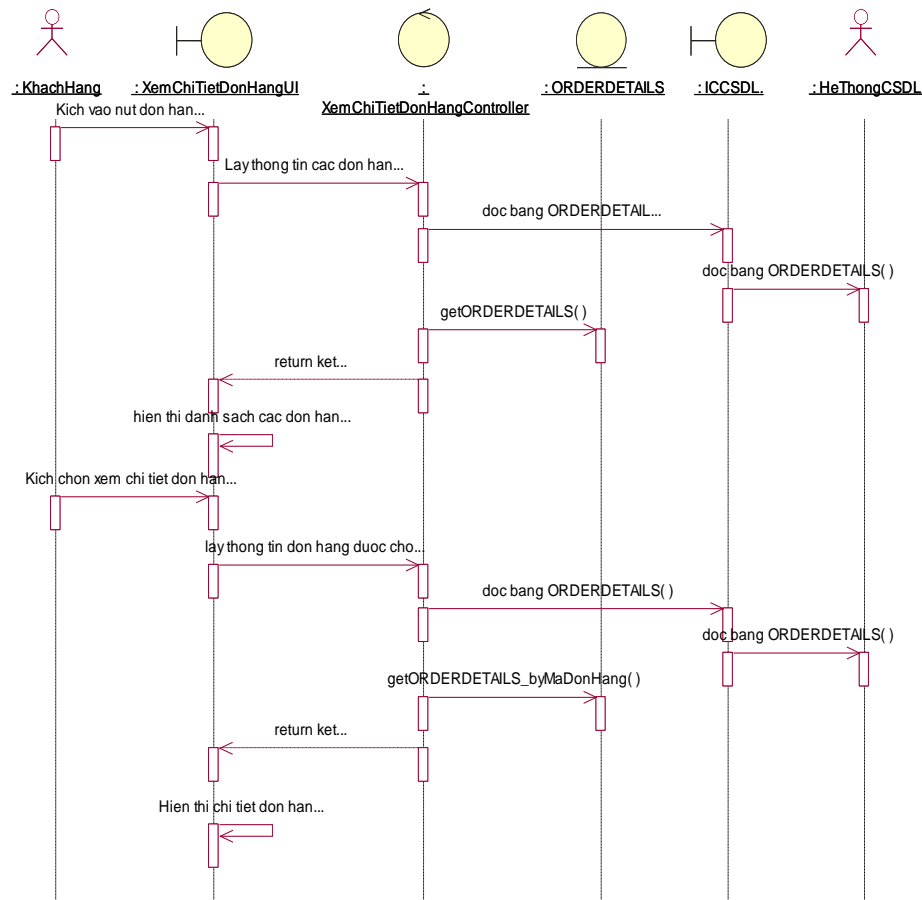 : KhachHang
: XemChiTietDonHangUI
:
XemChiTietDonHangController
: ORDERDETAILS
: ICCSDL.
: HeThongCSDL
Kich vao nut don han...
Lay thong tin cac don han...
doc bang ORDERDETAIL...
doc bang ORDERDETAILS( )
getORDERDETAILS( )
return ket...
hien thi danh sach cac don han...
Kich chon xem chi tiet don han...
lay thong tin don hang duoc cho...
doc bang ORDERDETAILS( )
doc bang ORDERDETAILS( )
getORDERDETAILS_byMaDonHang( )
return ket...
Hien thi chi tiet don han...